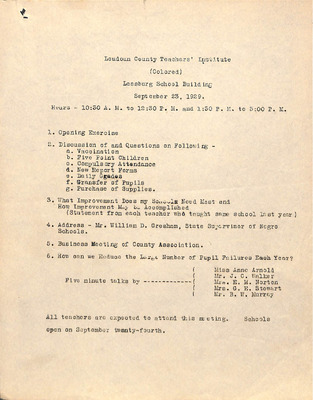 Loudoun County Teachers' Institute
(Colored)
Leesburg School Building
September 23, 1929.
Hours - 10:30 A. M. to 12:30 P. M. and 1:30 P. M. to 3:00 P. M.
1. Opening Exercise
2. Discussion of and Questions on Following -
a. Vaccination
b. Five Point Children
c. Compulsory Attendance
d. New Report Forms
e. Daily Grades
f. Transfer of Pupils
g. Purchase of Supplies.
3. What Improvement Does my Schools Need Most and
How Improvement May be Accomplished
(Statement from each teacher who taught same school last year)
4. Address - Mr. William D. Gresham, State Supervisor of Negro
Schools.
5. Business Meeting of County Association.
6. How can we Reduce the Large Number of Pupil Failures Each Year?
( Miss Anne Arnold
( Mr. J. C. Walker
Five minute talks by ------------( Mrs. E. M. Norton
( Mrs. G. E. Stewart
( Mr. B. W. Murray
All teachers are expected to attend this meeting. Schools
open on September twenty-fourth.